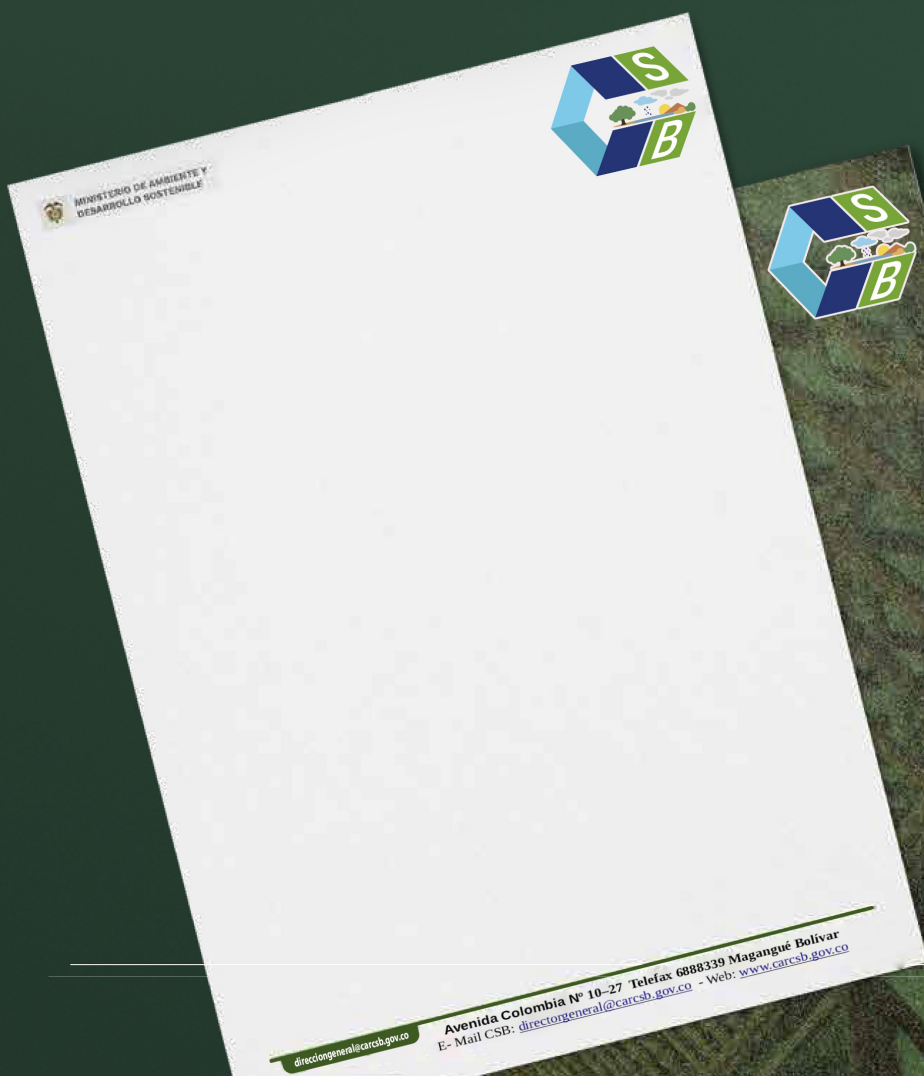 MINISTERIO DE AMBIENTE Y
DESARROLLO SOSTENIBLE
S
B
S
B
Avenida Colombia Nº 10–27 Telefax 6888339 Magangué Bolívar
E- Mail CSB: directorgeneral@carcsb.gov.co - Web: www.carcsb.gov.co
direcciongeneral@carcsb.gov.co